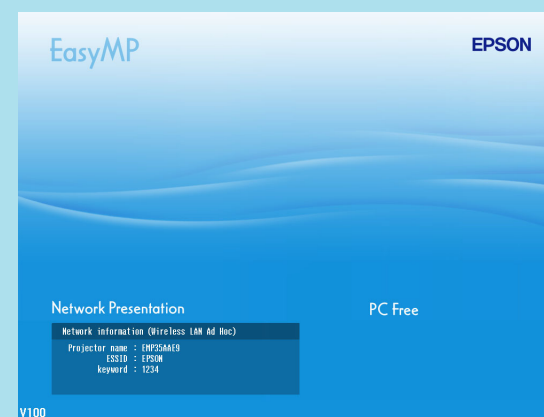 EasyMP
EPSON
Network Presentation
PC Free
Network information (Wireless LAN Ad Hoc)
Projector name : EMP35AAE9
ESSID : EPSON
keyword : 1234
V100